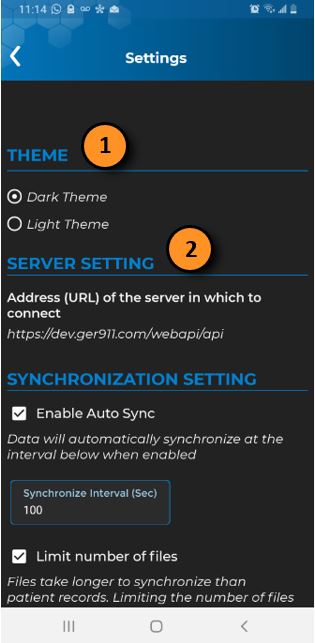 11:14
Settings
THEME 1
Dark Theme
Light Theme
SERVER SETTING 2
Address (URL) of the server in which to
connect
https://dev.ger911.com/webapi/api
SYNCHRONIZATION SETTING
Enable Auto Sync
Data will automatically synchronize at the
interval below when enabled
Synchronize Interval (Sec)
100
Limit number of files
Files take longer to synchronize than
patient records. Limiting the number of files